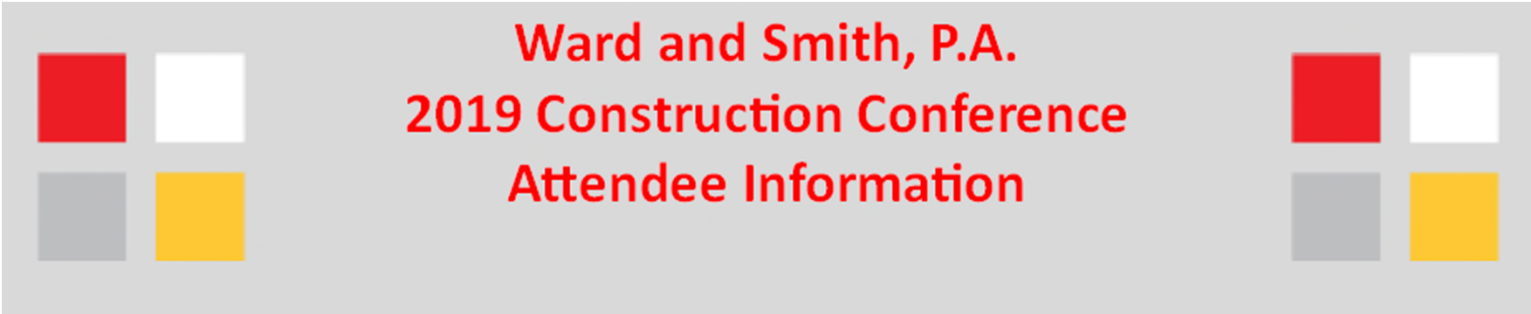 Ward and Smith, P.A.
2019 Construction Conference
Attendee Information